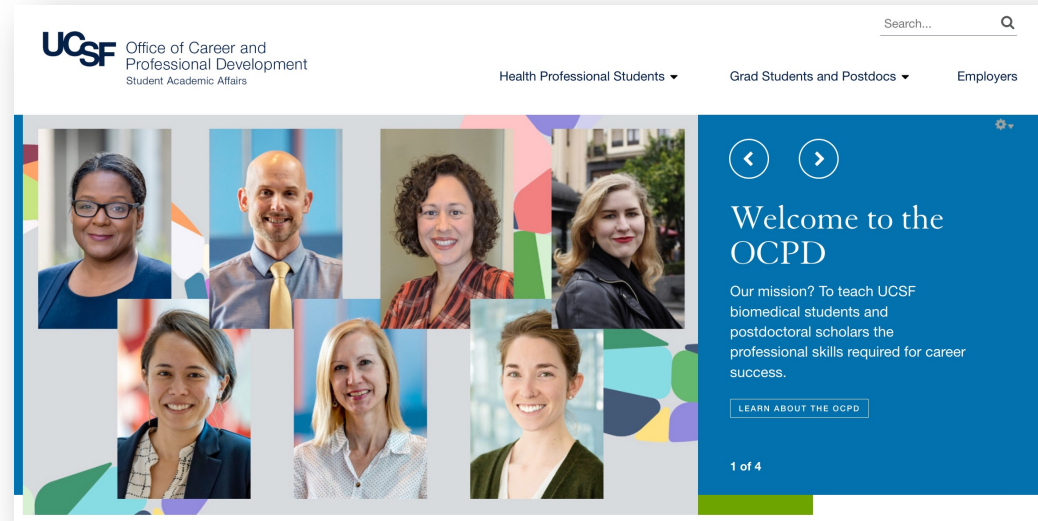 Search...
UCSF
Office of Career and
Professional Development
Student Academic Affairs
Health Professional Students
Grad Students and Postdocs
Employers
Welcome to the
OCPD
Our mission? To teach UCSF
biomedical students and
postdoctoral scholars the
professional skills required for career
success.
LEARN ABOUT THE OCPD
1 of 4